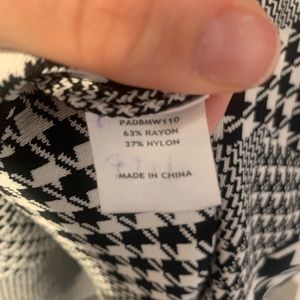 PA08MW110
63% RAYON
37% NYLON
MADE IN CHINA